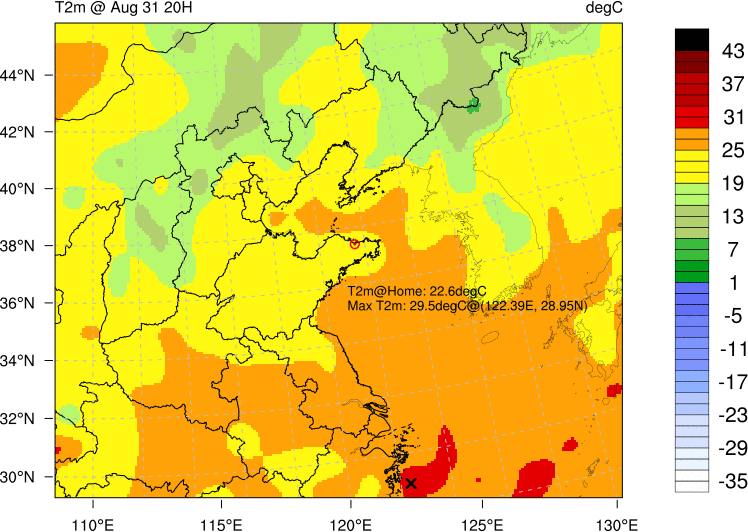 T2m @ Aug 31 20H
degC
44°N
42°N
40°N
38°N
36°N
34°N
32°N
30°N
110°E
115°E
120°E
125°E
130°E
T2m@Home: 22.6degC
Max T2m: 29.5degC@(122.39E, 28.95N)
43
37
31
25
19
13
7
1
-5
-11
-17
-23
-29
-35